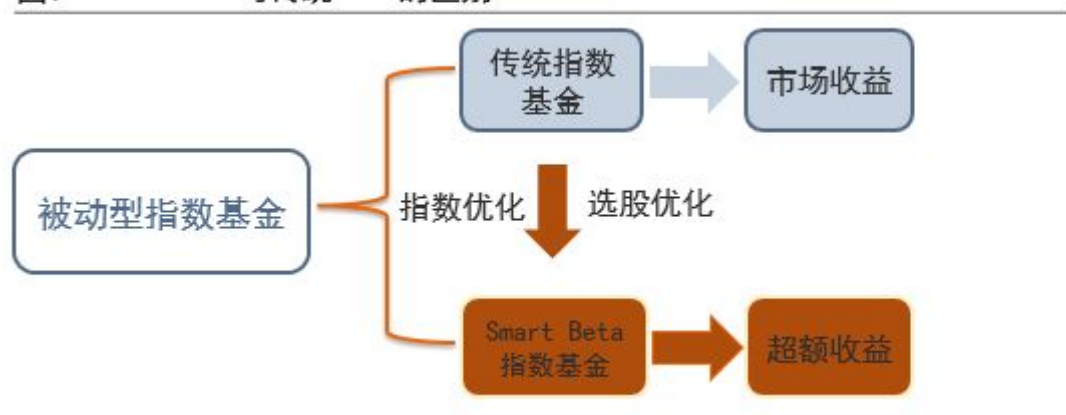 传统指数
基金
市场收益
被动型指数基金
指数优化
选股优化
Smart Beta
指数基金
超额收益